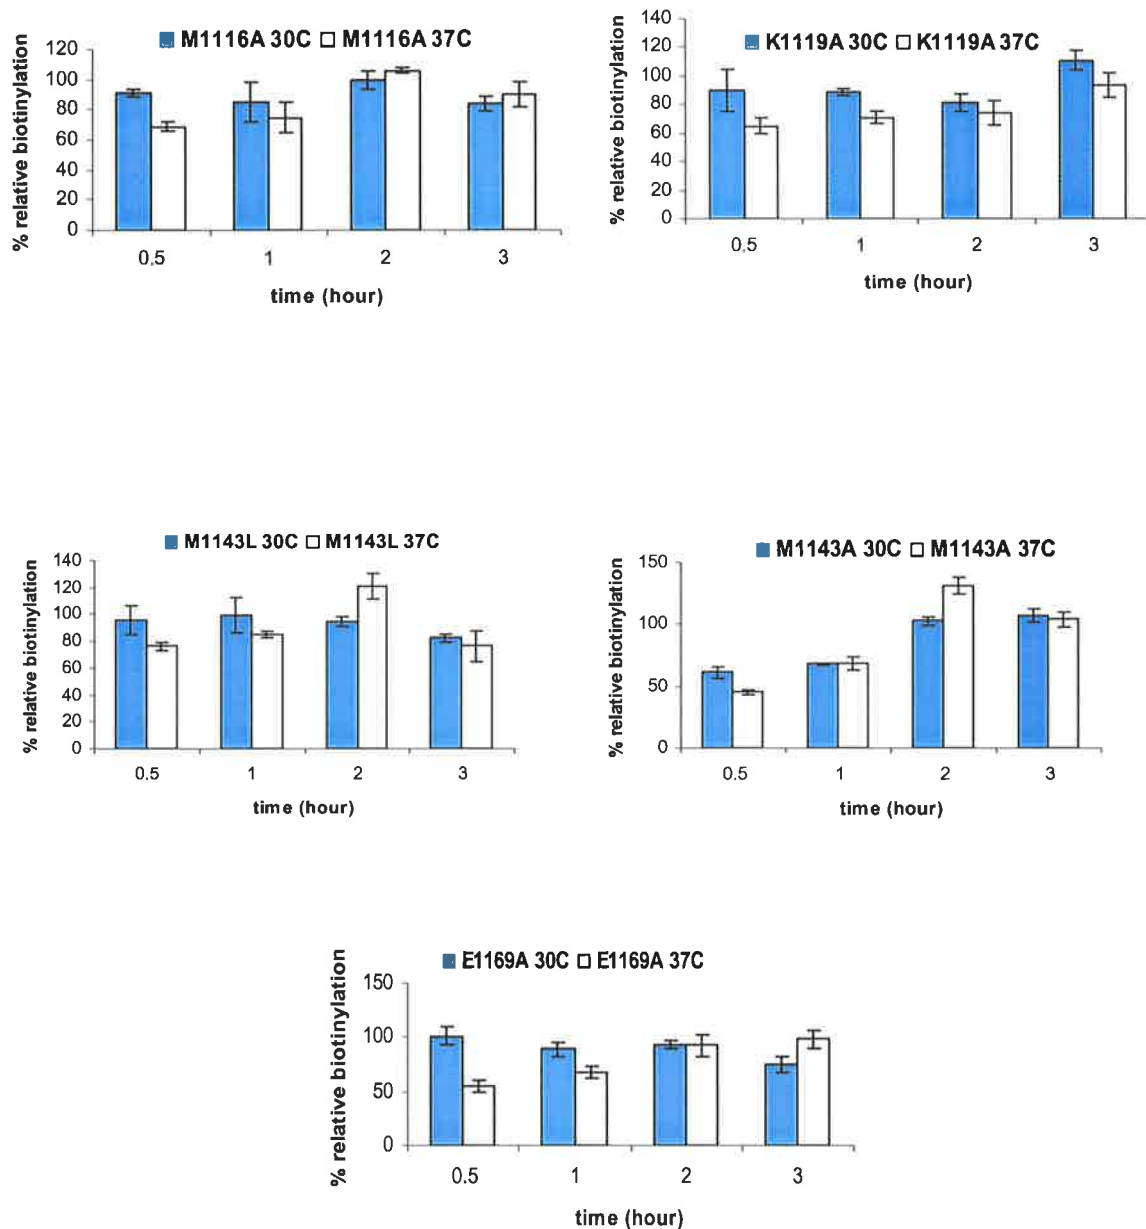 M1116A 30C M1116A 37C
% relative biotinylation
120
100
80
60
40
20
0
0.5 1 2 3
time (hour)
K1119A 30C K1119A 37C
% relative biotinylation
140
120
100
80
60
40
20
0
0.5 1 2 3
time (hour)
M1143L 30C M1143L 37C
% relative biotinylation
140
120
100
80
60
40
20
0
0.5 1 2 3
time (hour)
M1143A 30C M1143A 37C
% relative biotinylation
150
100
50
0
0.5 1 2 3
time (hour)
E1169A 30C E1169A 37C
% relative biotinylation
150
100
50
0
0.5 1 2 3
time (hour)